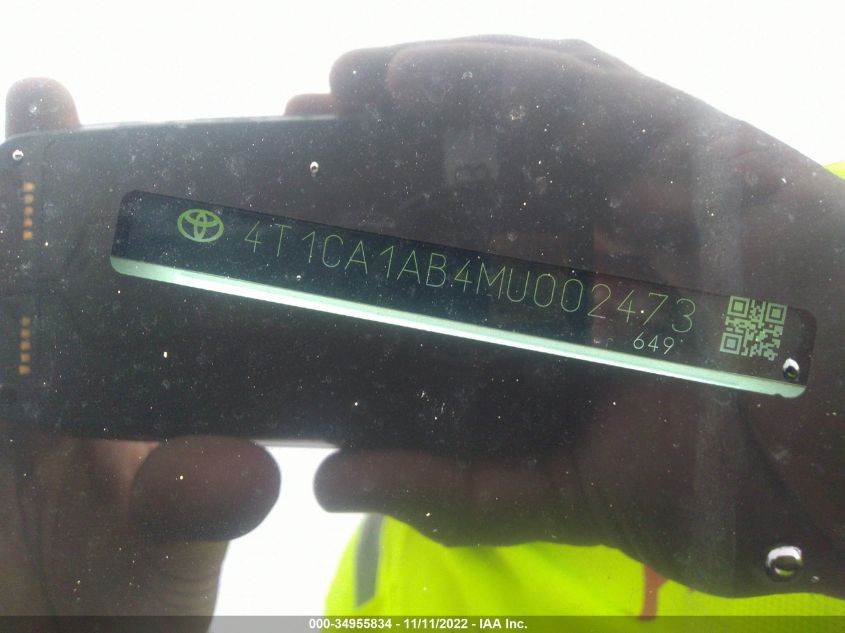 4T1CA1AB4MU002473
649
000-34955834 - 11/11/2022 - IAA Inc.